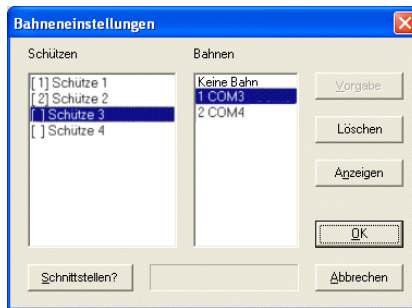 Bahneneinstellungen
Schützen
Bahnen
[1] Schütze 1
[2] Schütze 2
[ ] Schütze 3
[ ] Schütze 4
Keine Bahn
1 COM3
2 COM4
Vorgabe
Löschen
Anzeigen
OK
Schnittstellen?
Abbrechen